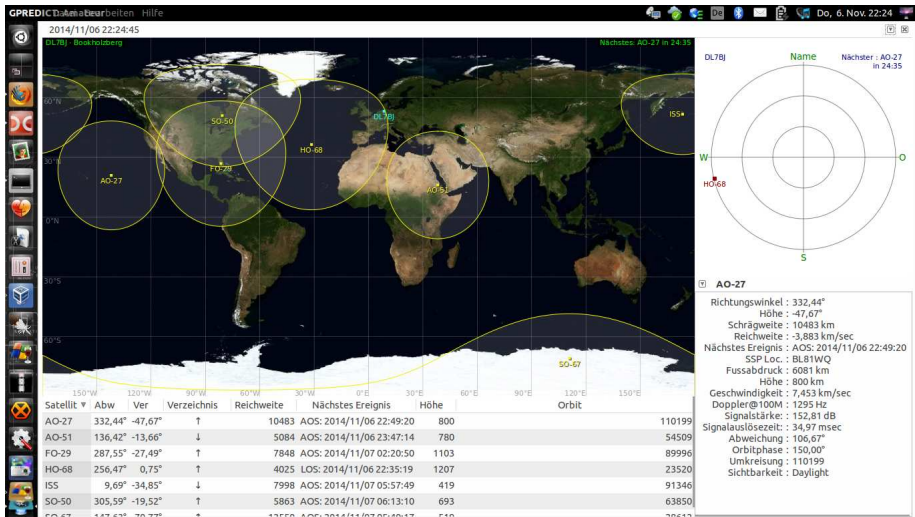 GPREDICT: Amateur
Datei Bearbeiten Hilfe
De
Do, 6. Nov. 22:24
2014/11/06 22:24:45
DL7BJ - Bookholzberg
Nächstes: AO-27 in 24:35
60°N
30°N
0°N
30°S
60°S
SO-50
ISS
DL7BJ
HO-68
FO-29
AO-27
AO-51
SO-67
150°W 120°W 90°W 60°W 30°W 0°E 30°E 60°E 90°E 120°E 150°E
DL7BJ
Name
Nächster : AO-27
in 24:35
W
O
S
HO-68
AO-27
Richtungswinkel : 332,44°
Höhe : -47,67°
Schrägweite : 10483 km
Reichweite : -3,883 km/sec
Nächstes Ereignis : AOS: 2014/11/06 22:49:20
SSP Loc. : BL81WQ
Fussabdruck : 6081 km
Höhe : 800 km
Geschwindigkeit : 7,453 km/sec
Doppler@100M : 1295 Hz
Signalstärke: : 152,81 dB
Signalauslösezeit: : 34,97 msec
Abweichung : 106,67°
Orbitphase : 150,00°
Umkreisung : 110199
Sichtbarkeit : Daylight
Satellit ▼ Abw Ver Verzeichnis Reichweite Nächstes Ereignis Höhe Orbit
AO-27 332,44° -47,67° ↑ 10483 AOS: 2014/11/06 22:49:20 800 110199
AO-51 136,42° -13,66° ↓ 5084 AOS: 2014/11/06 23:47:14 780 54509
FO-29 287,55° -27,49° ↑ 7848 AOS: 2014/11/07 02:20:50 1103 89996
HO-68 256,47° 0,75° ↑ 4025 LOS: 2014/11/06 22:35:19 1207 23520
ISS 9,69° -34,85° ↓ 7998 AOS: 2014/11/07 05:57:49 419 91346
SO-50 305,59° -19,52° ↑ 5863 AOS: 2014/11/07 06:13:10 693 63850
SO-67